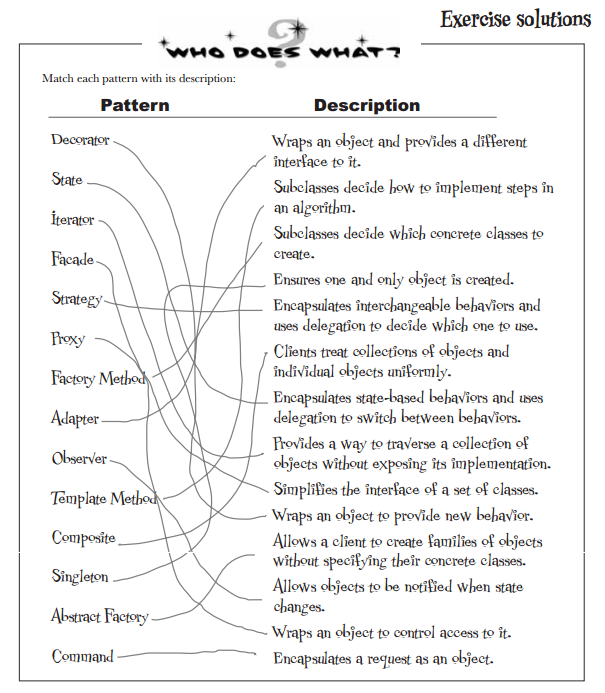 Exercise solutions
WHO DOES WHAT?
Match each pattern with its description:
Pattern
Description
Decorator
State
Iterator
Facade
Strategy
Proxy
Factory Method
Adapter
Observer
Template Method
Composite
Singleton
Abstract Factory
Command
Wraps an object and provides a different
interface to it.
Subclasses decide how to implement steps in
an algorithm.
Subclasses decide which concrete classes to
create.
Ensures one and only object is created.
Encapsulates interchangeable behaviors and
uses delegation to decide which one to use.
Clients treat collections of objects and
individual objects uniformly.
Encapsulates state-based behaviors and uses
delegation to switch between behaviors.
Provides a way to traverse a collection of
objects without exposing its implementation.
Simplifies the interface of a set of classes.
Wraps an object to provide new behavior.
Allows a client to create families of objects
without specifying their concrete classes.
Allows objects to be notified when state
changes.
Wraps an object to control access to it.
Encapsulates a request as an object.